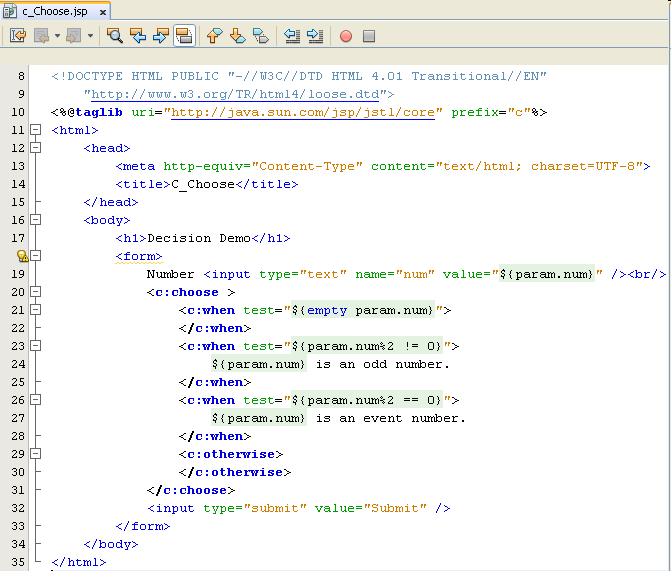 c_Choose.jsp x
8 <!DOCTYPE HTML PUBLIC "-//W3C//DTD HTML 4.01 Transitional//EN"
9 "http://www.w3.org/TR/html4/loose.dtd">
10 <%@taglib uri="http://java.sun.com/jsp/jstl/core" prefix="c"%>
11 <html>
12 <head>
13 <meta http-equiv="Content-Type" content="text/html; charset=UTF-8">
14 <title>C_Choose</title>
15 </head>
16 <body>
17 <h1>Decision Demo</h1>
<form>
19 Number <input type="text" name="num" value="${param.num}" /><br/>
20 <c:choose >
21 <c:when test="${empty param.num}">
22 </c:when>
23 <c:when test="${param.num%2 != 0}">
24 ${param.num} is an odd number.
25 </c:when>
26 <c:when test="${param.num%2 == 0}">
27 ${param.num} is an event number.
28 </c:when>
29 <c:otherwise>
30 </c:otherwise>
31 </c:choose>
32 <input type="submit" value="Submit" />
33 </form>
34 </body>
35 </html>